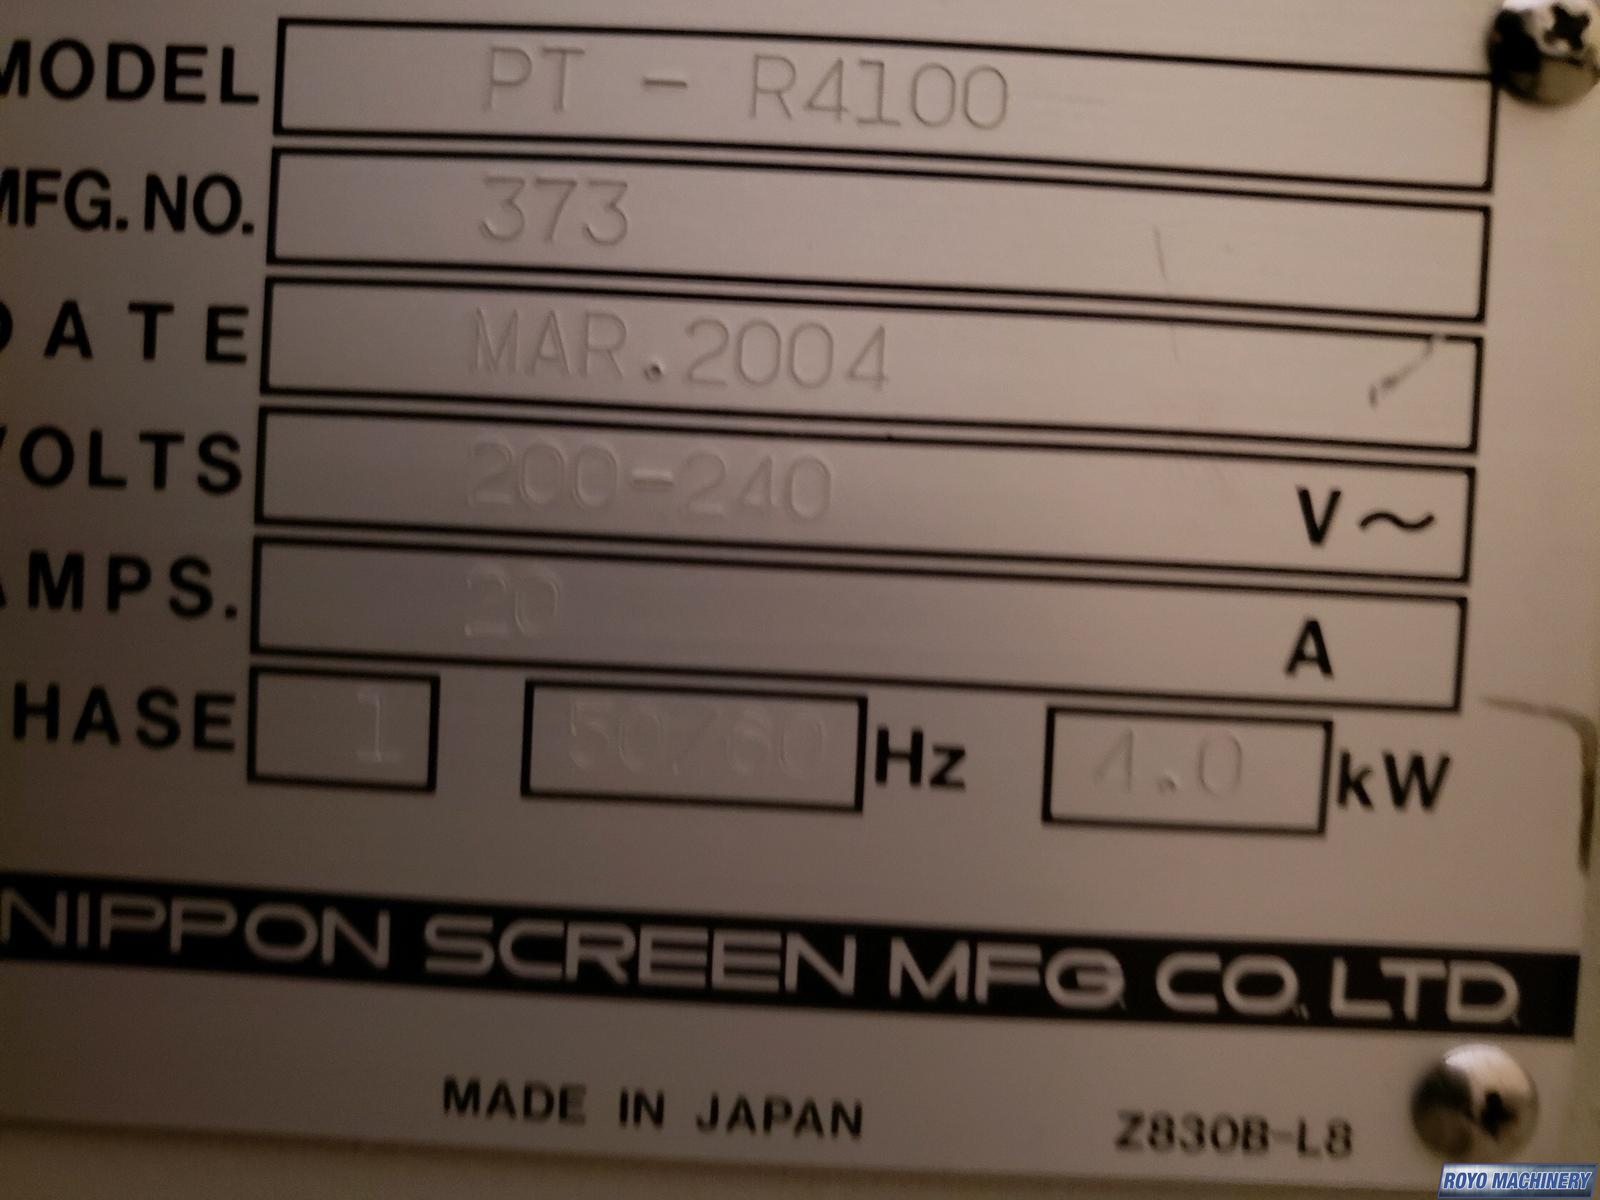 MODEL PT - R4100
MFG. NO. 373
DATE MAR.2004
VOLTS 200-240 V~
AMPS. 20 A
PHASE 1 50/60 Hz 4.0 kW
NIPPON SCREEN MFG. CO., LTD.
MADE IN JAPAN Z830B-L8
ROYO MACHINERY